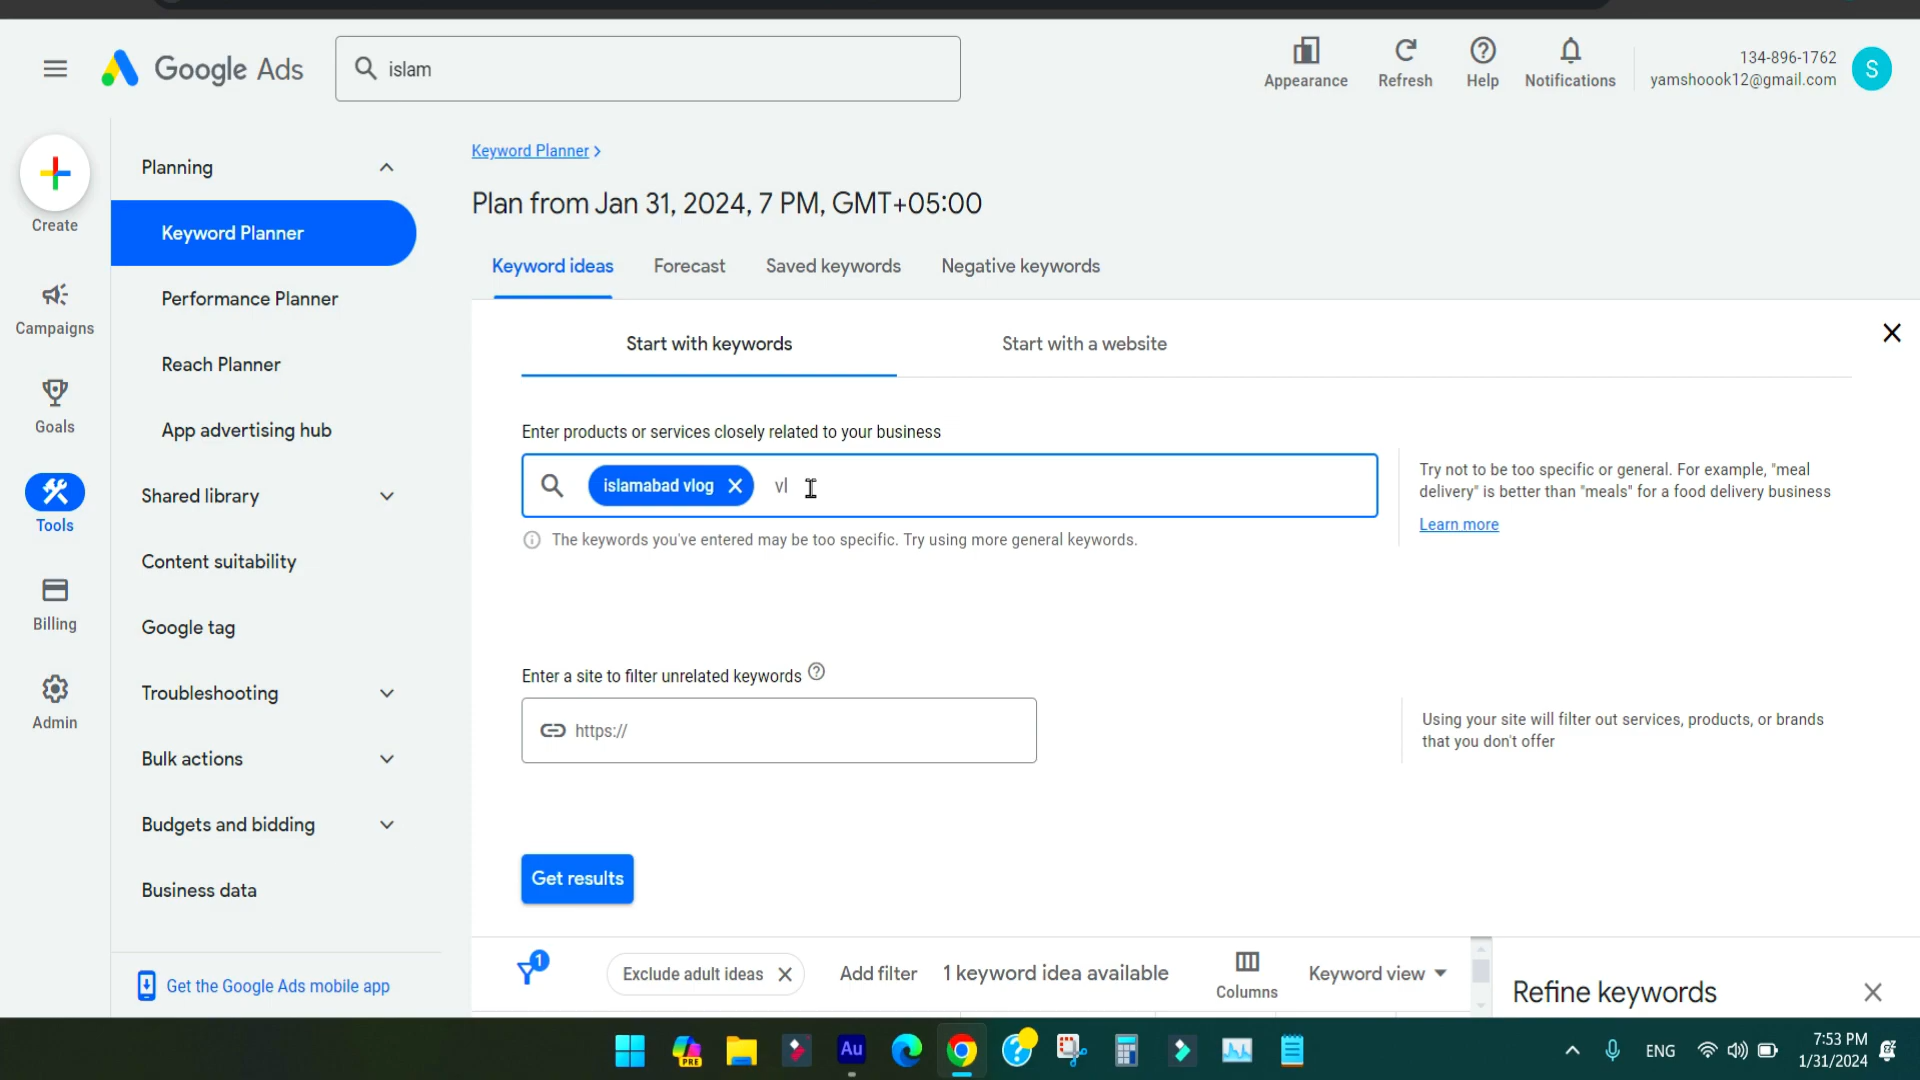 Google Ads
islam
Appearance
Refresh
Help
Notifications
134-896-1762
yamshoook12@gmail.com
S
Create
Campaigns
Goals
Tools
Billing
Admin
Planning
Keyword Planner
Performance Planner
Reach Planner
App advertising hub
Shared library
Content suitability
Google tag
Troubleshooting
Bulk actions
Budgets and bidding
Business data
Get the Google Ads mobile app
Keyword Planner
Plan from Jan 31, 2024, 7 PM, GMT+05:00
Keyword ideas
Forecast
Saved keywords
Negative keywords
Start with keywords
Start with a website
Enter products or services closely related to your business
islamabad vlog
vl
The keywords you've entered may be too specific. Try using more general keywords.
Try not to be too specific or general. For example, "meal
delivery" is better than "meals" for a food delivery business
Learn more
Enter a site to filter unrelated keywords
https://
Using your site will filter out services, products, or brands
that you don't offer
Get results
1
Exclude adult ideas
Add filter
1 keyword idea available
Columns
Keyword view
Refine keywords
PRE
Au
ENG
7:53 PM
1/31/2024